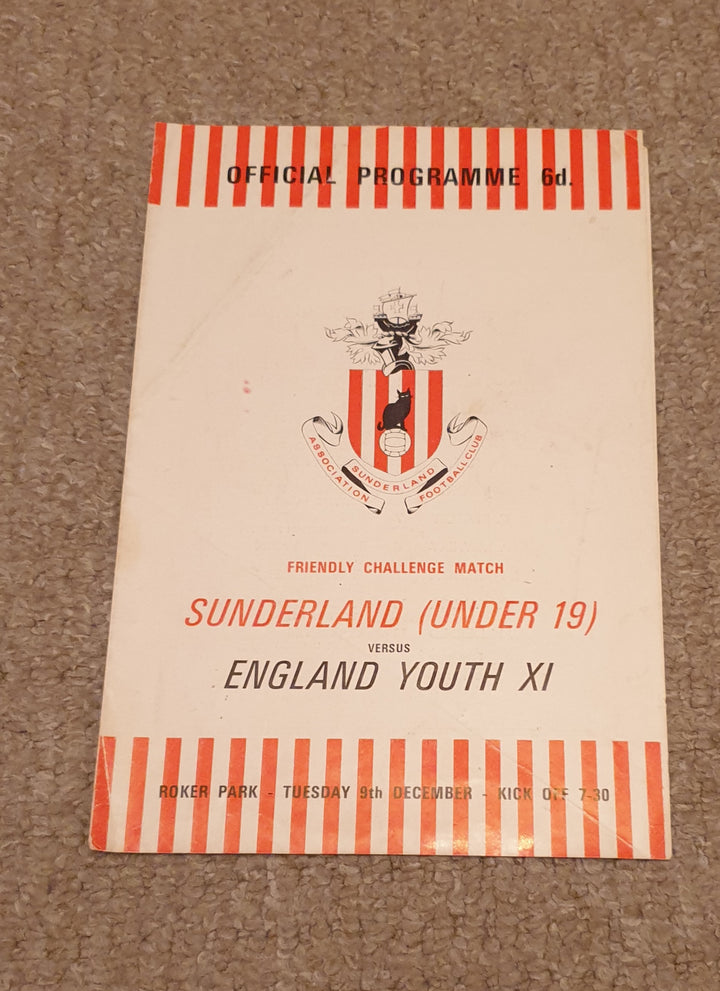 OFFICIAL PROGRAMME 6d.
ASSOCIATION
SUNDERLAND
FOOTBALL CLUB
FRIENDLY CHALLENGE MATCH
SUNDERLAND (UNDER 19)
VERSUS
ENGLAND YOUTH XI
ROKER PARK - TUESDAY 9th DECEMBER - KICK OFF 7-30